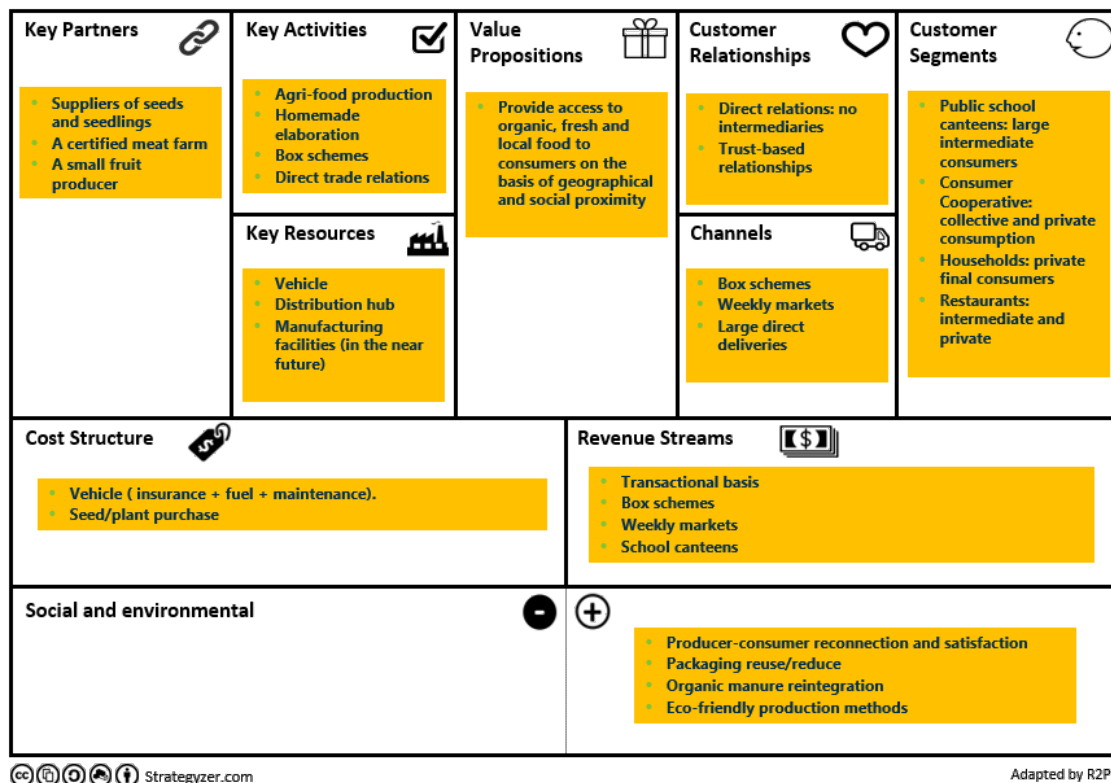 Key Partners
• Suppliers of seeds
and seedlings
• A certified meat farm
• A small fruit
producer
Key Activities
• Agri-food production
• Homemade
elaboration
• Box schemes
• Direct trade relations
Key Resources
• Vehicle
• Distribution hub
• Manufacturing
facilities (in the near
future)
Value
Propositions
• Provide access to
organic, fresh and
local food to
consumers on the
basis of geographical
and social proximity
Customer
Relationships
• Direct relations: no
intermediaries
• Trust-based
relationships
Channels
• Box schemes
• Weekly markets
• Large direct
deliveries
Customer
Segments
• Public school
canteens: large
intermediate
consumers
• Consumer
Cooperative:
collective and private
consumption
• Households: private
final consumers
• Restaurants:
intermediate and
private
Cost Structure
• Vehicle ( insurance + fuel + maintenance).
• Seed/plant purchase
Revenue Streams
• Transactional basis
• Box schemes
• Weekly markets
• School canteens
Social and environmental
• Producer-consumer reconnection and satisfaction
• Packaging reuse/reduce
• Organic manure reintegration
• Eco-friendly production methods
cc Strategyzer.com
Adapted by R2P